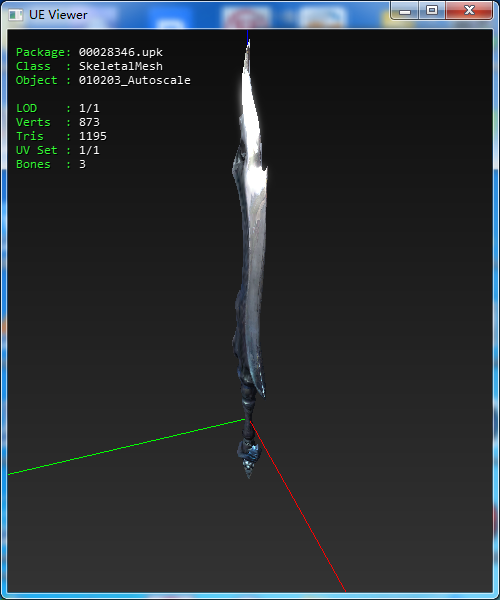 UE Viewer
Package: 00028346.upk
Class : SkeletalMesh
Object : 010203_Autoscale
LOD : 1/1
Verts : 873
Tris : 1195
UV Set : 1/1
Bones : 3